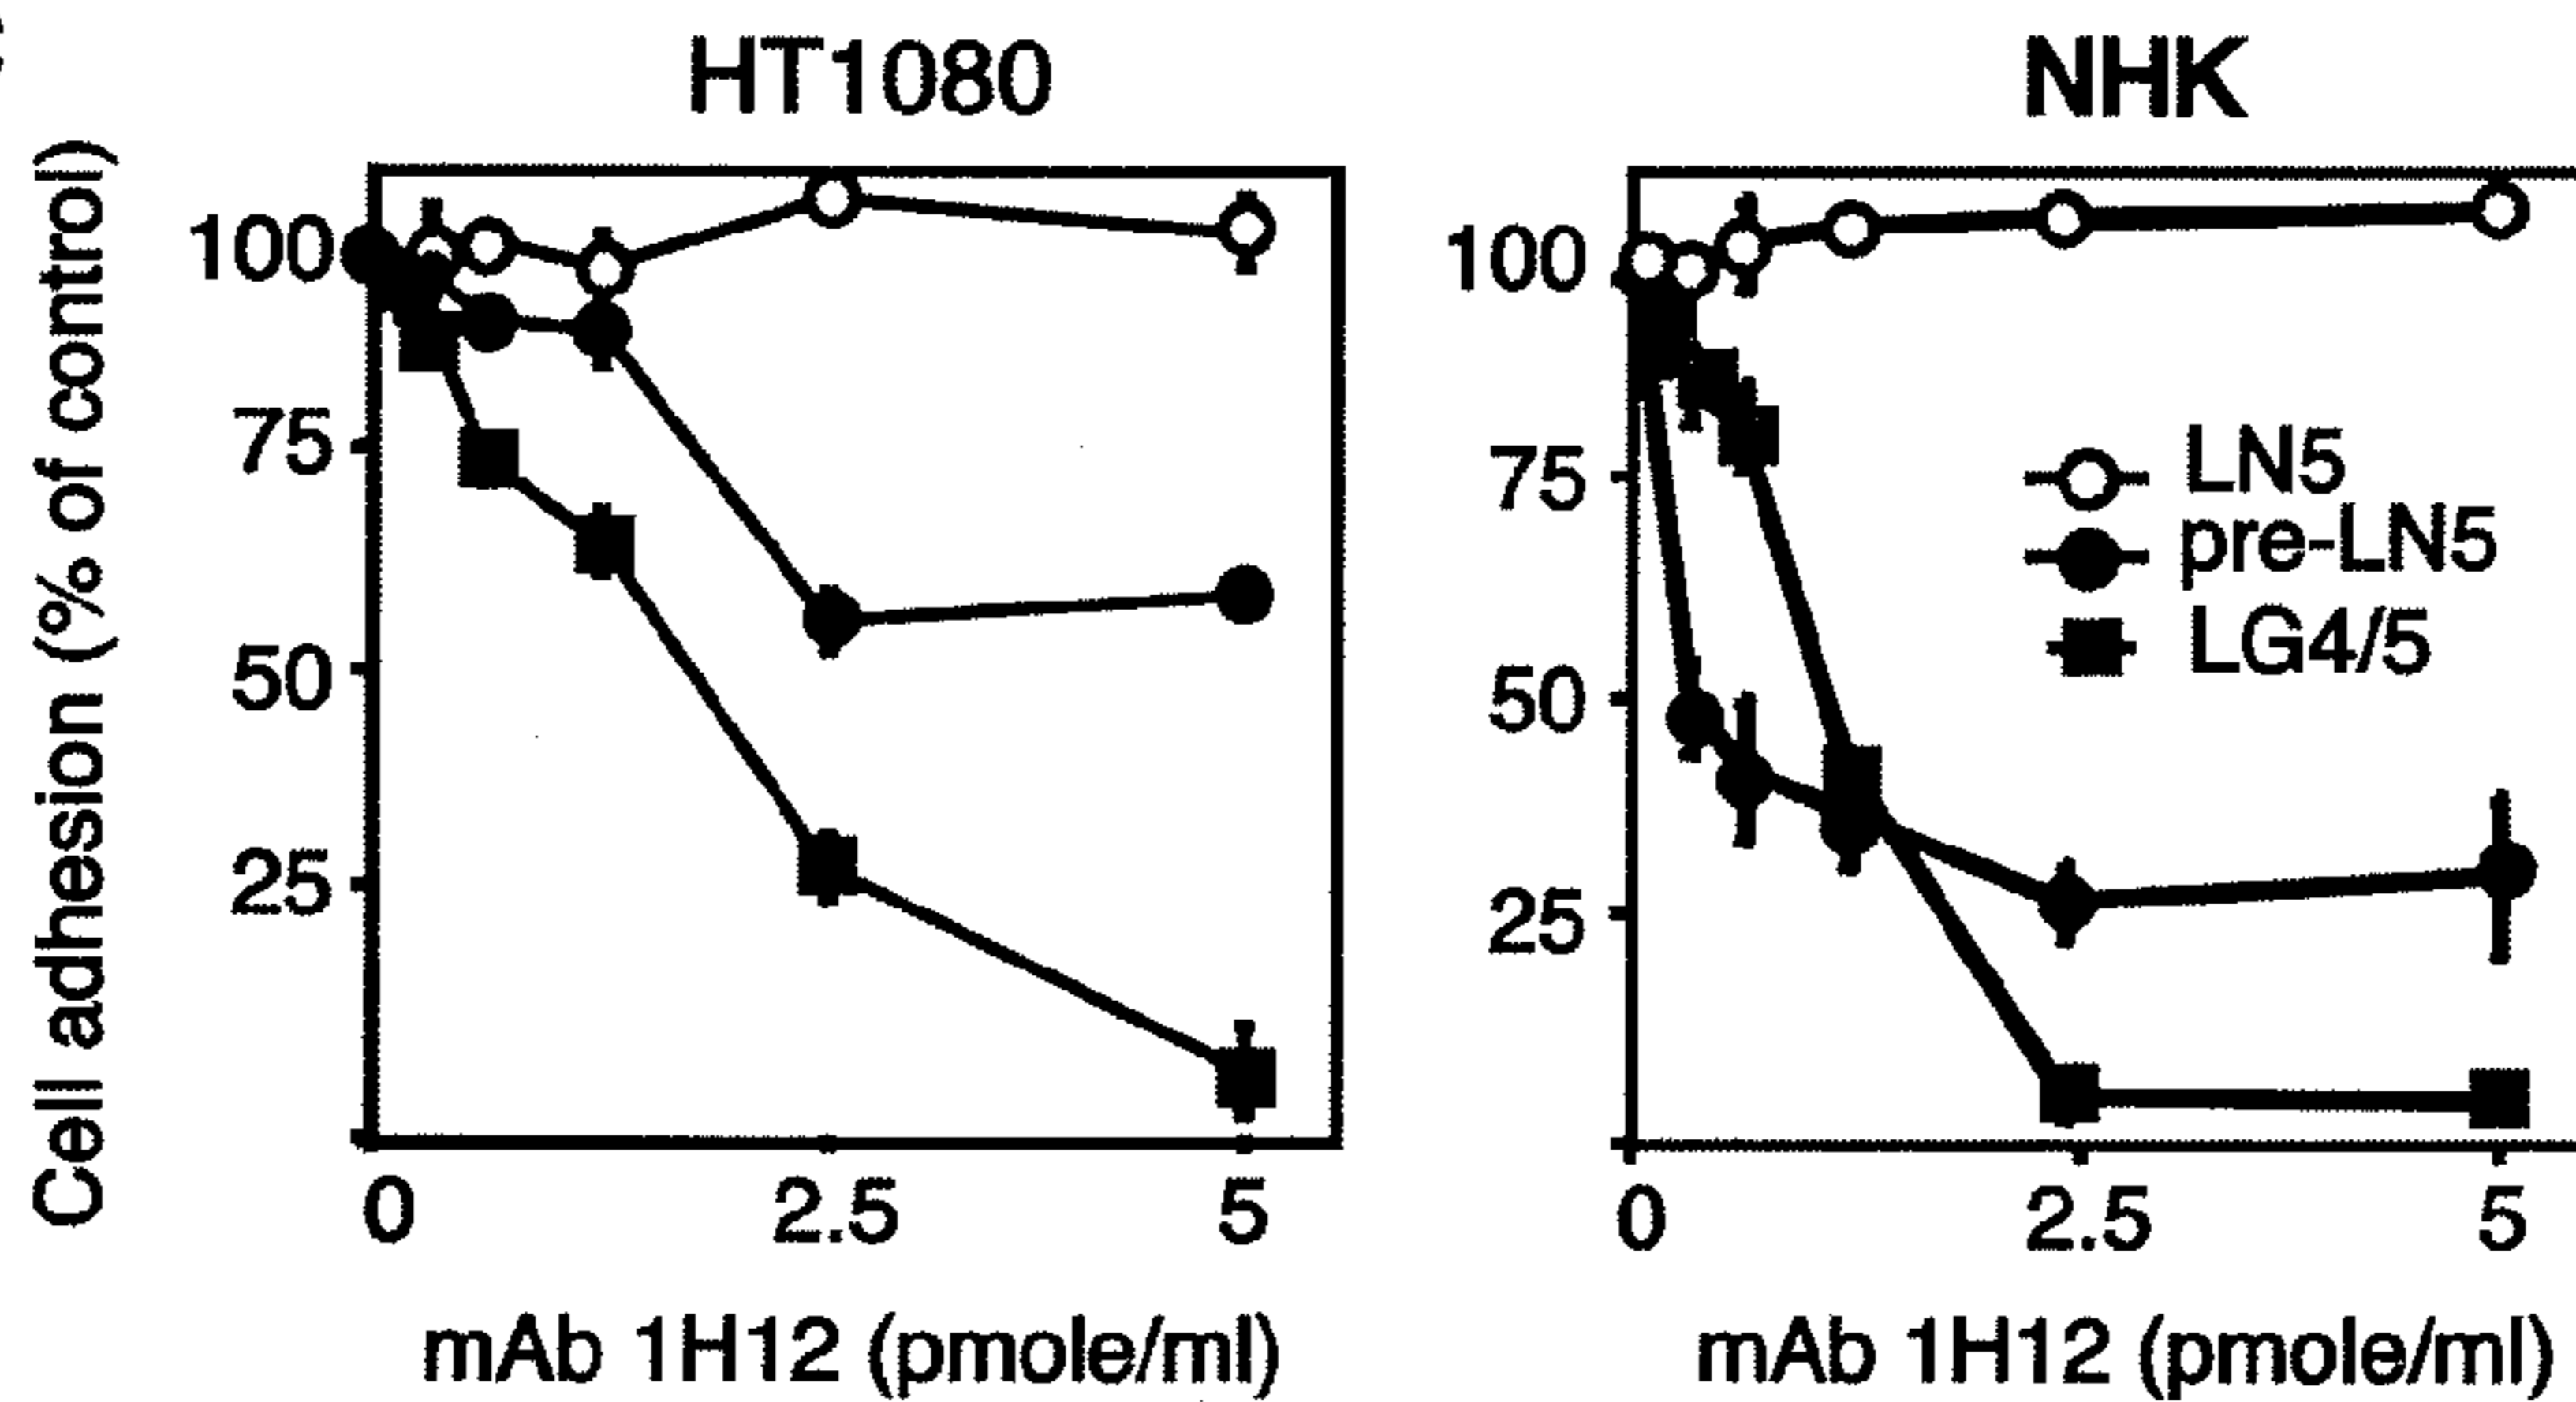 HT1080
Cell adhesion (% of control)
100
75
50
25
0 2.5 5
mAb 1H12 (pmole/ml)
NHK
100
75
50
25
LN5
pre-LN5
LG4/5
0 2.5 5
mAb 1H12 (pmole/ml)